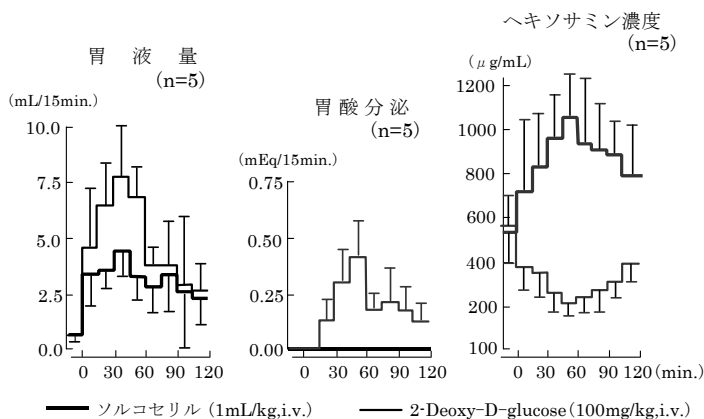 胃液量
(n=5)
(mL/15min.)
10.0
7.5
5.0
2.5
0.0
0 30 60 90 120
胃酸分泌
(n=5)
(mEq/15min.)
0.75
0.50
0.25
0.00
0 30 60 90 120
ヘキソサミン濃度
(n=5)
(μg/mL)
1200
1000
800
600
400
200
100
0 30 60 90 120 (min.)
ソルコセリル (1mL/kg,i.v.)
2-Deoxy-D-glucose (100mg/kg,i.v.)